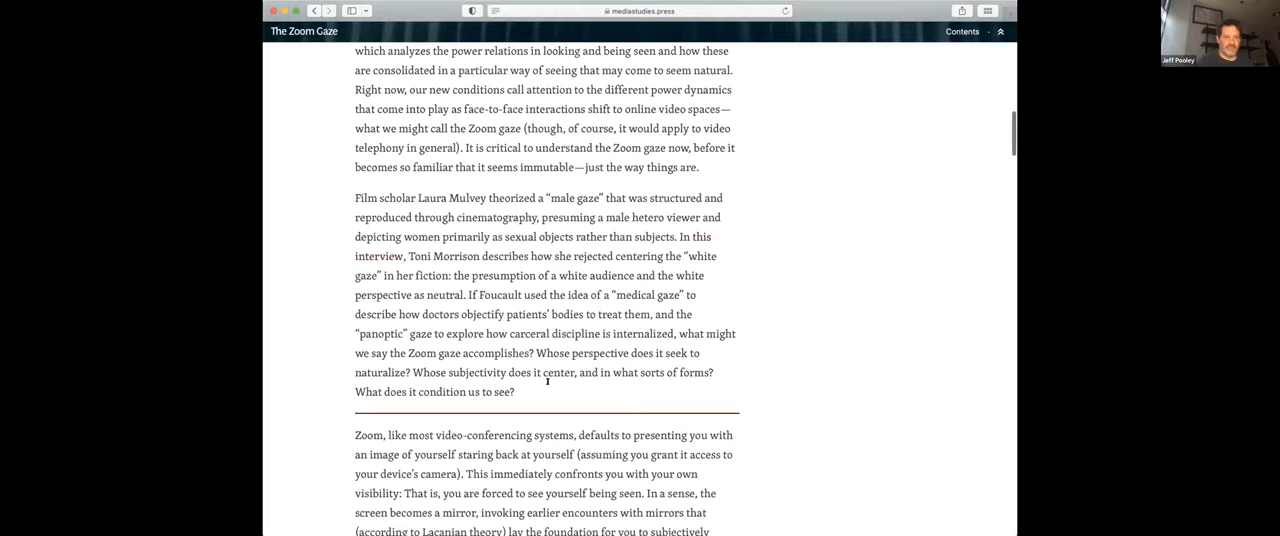 mediastudies.press
The Zoom Gaze
Contents
Jeff Pooley
which analyzes the power relations in looking and being seen and how these
are consolidated in a particular way of seeing that may come to seem natural.
Right now, our new conditions call attention to the different power dynamics
that come into play as face-to-face interactions shift to online video spaces—
what we might call the Zoom gaze (though, of course, it would apply to video
telephony in general). It is critical to understand the Zoom gaze now, before it
becomes so familiar that it seems immutable—just the way things are.
Film scholar Laura Mulvey theorized a “male gaze” that was structured and
reproduced through cinematography, presuming a male hetero viewer and
depicting women primarily as sexual objects rather than subjects. In this
interview, Toni Morrison describes how she rejected centering the “white
gaze” in her fiction: the presumption of a white audience and the white
perspective as neutral. If Foucault used the idea of a “medical gaze” to
describe how doctors objectify patients’ bodies to treat them, and the
“panoptic” gaze to explore how carceral discipline is internalized, what might
we say the Zoom gaze accomplishes? Whose perspective does it seek to
naturalize? Whose subjectivity does it center, and in what sorts of forms?
What does it condition us to see?
Zoom, like most video-conferencing systems, defaults to presenting you with
an image of yourself staring back at yourself (assuming you grant it access to
your device’s camera). This immediately confronts you with your own
visibility: That is, you are forced to see yourself being seen. In a sense, the
screen becomes a mirror, invoking earlier encounters with mirrors that
(according to Lacanian theory) lay the foundation for you to subjectively